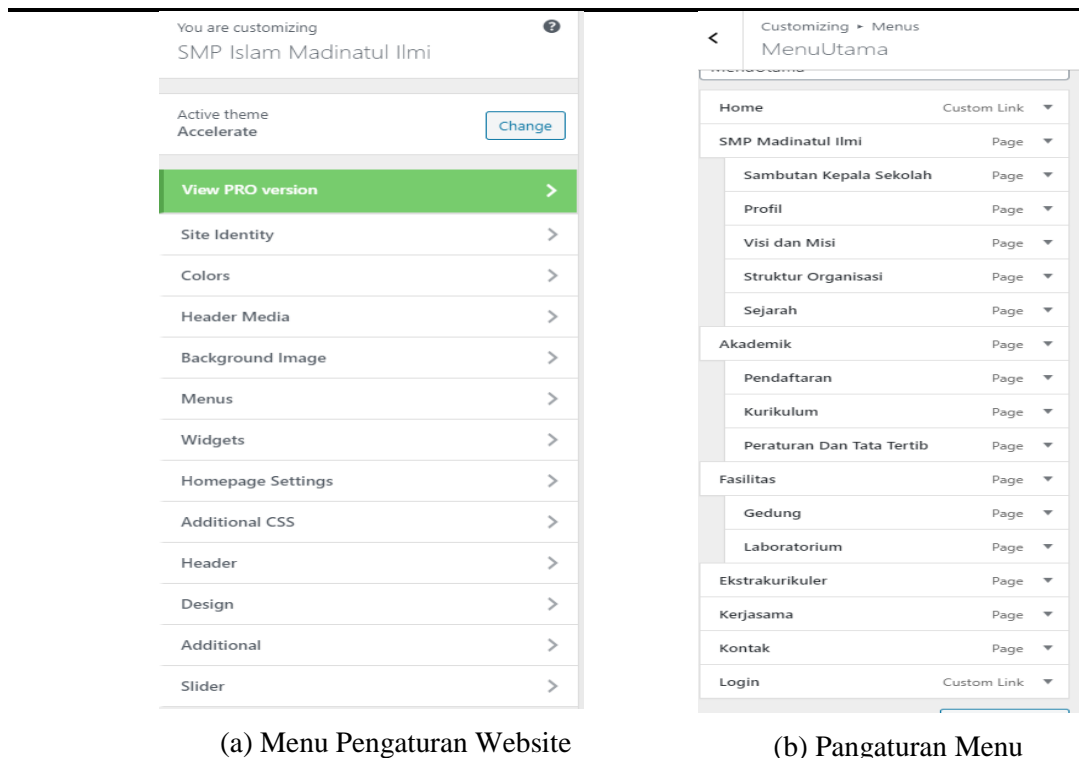 You are customizing
SMP Islam Madinatul Ilmi
Active theme
Accelerate
Change
View PRO version
Site Identity
Colors
Header Media
Background Image
Menus
Widgets
Homepage Settings
Additional CSS
Header
Design
Additional
Slider
(a) Menu Pengaturan Website
Customizing ▸ Menus
MenuUtama
MenuUtama
Home Custom Link
SMP Madinatul Ilmi Page
Sambutan Kepala Sekolah Page
Profil Page
Visi dan Misi Page
Struktur Organisasi Page
Sejarah Page
Akademik Page
Pendaftaran Page
Kurikulum Page
Peraturan Dan Tata Tertib Page
Fasilitas Page
Gedung Page
Laboratorium Page
Ekstrakurikuler Page
Kerjasama Page
Kontak Page
Login Custom Link
(b) Pangaturan Menu